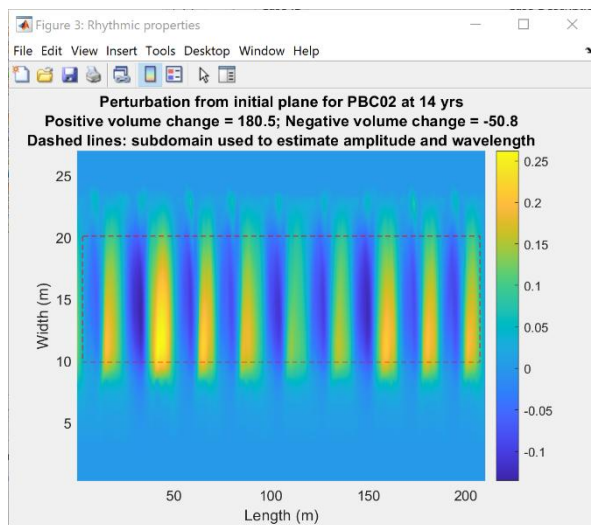 Figure 3: Rhythmic properties
File Edit View Insert Tools Desktop Window Help
Perturbation from initial plane for PBC02 at 14 yrs
Positive volume change = 180.5; Negative volume change = -50.8
Dashed lines: subdomain used to estimate amplitude and wavelength
25
20
15
10
5
Width (m)
50
100
150
200
Length (m)
0.25
0.2
0.15
0.1
0.05
0
-0.05
-0.1